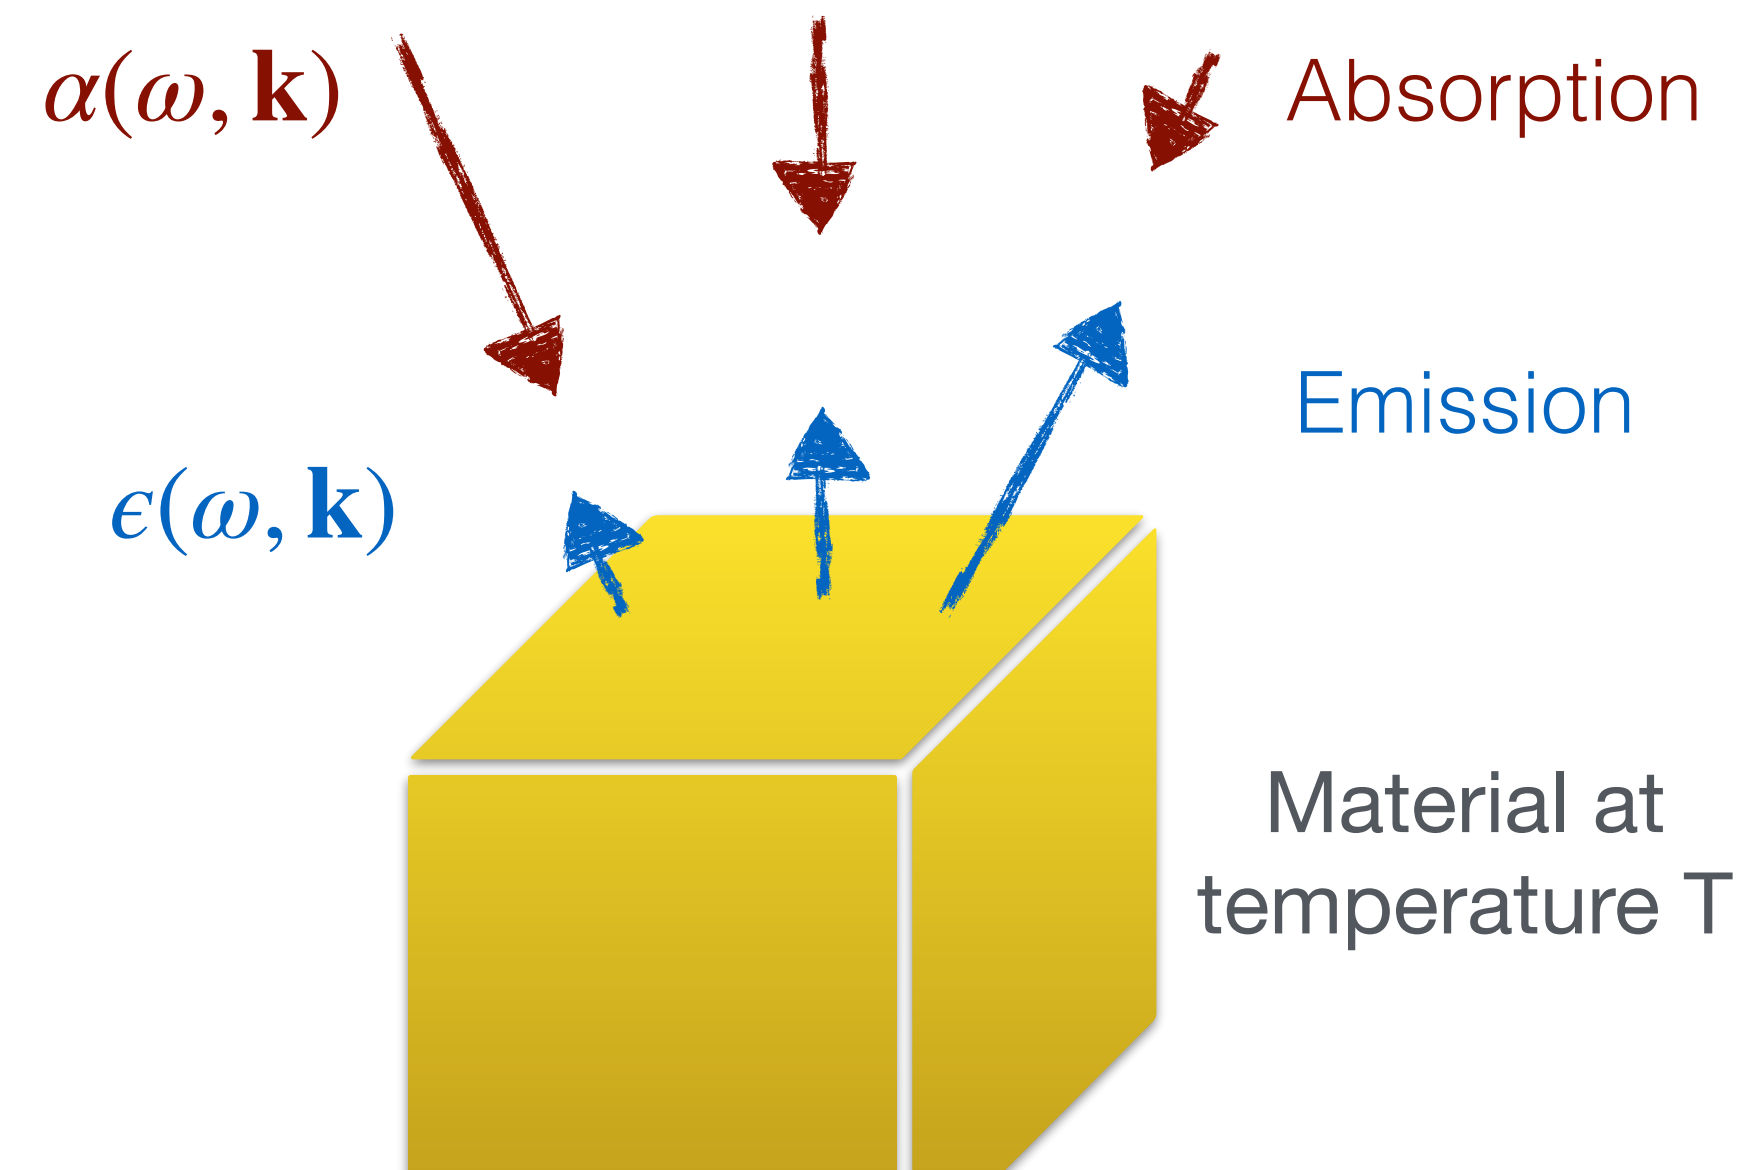 α(ω, k)
Absorption
Emission
ϵ(ω, k)
Material at
temperature T